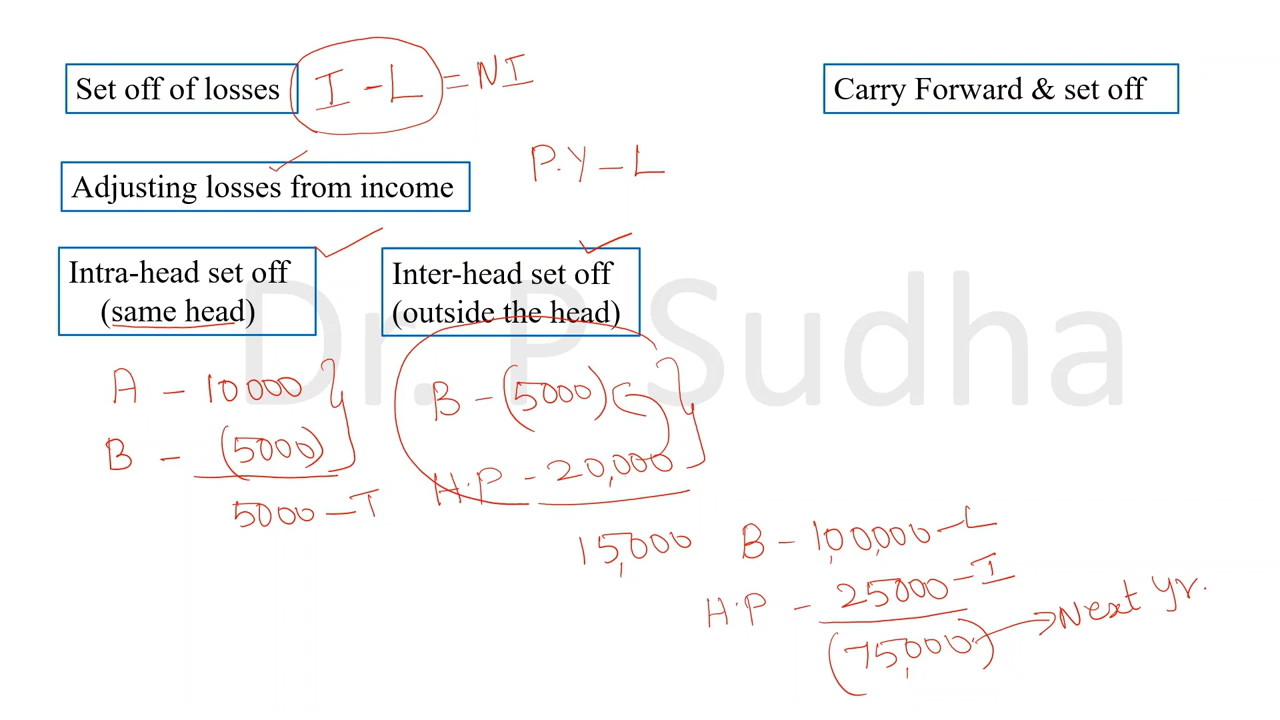 Set off of losses
I - L = NI
Carry Forward & set off
P.Y - L
Adjusting losses from income
Intra-head set off
(same head)
Inter-head set off
(outside the head)
Dr. P Sudha
A - 10000
B - (5000)
5000 - T
B - (5000)
H.P - 20,000
15,000
B - 1,00,000 - L
H.P - 25000 - I
(75,000) → Next Yr.